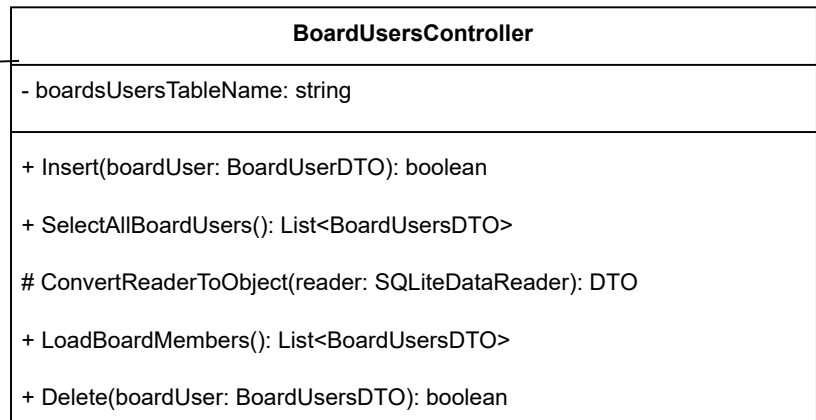 BoardUsersController
- boardsUsersTableName: string
+ Insert(boardUser: BoardUserDTO): boolean
+ SelectAllBoardUsers(): List<BoardUsersDTO>
# ConvertReaderToObject(reader: SQLiteDataReader): DTO
+ LoadBoardMembers(): List<BoardUsersDTO>
+ Delete(boardUser: BoardUsersDTO): boolean